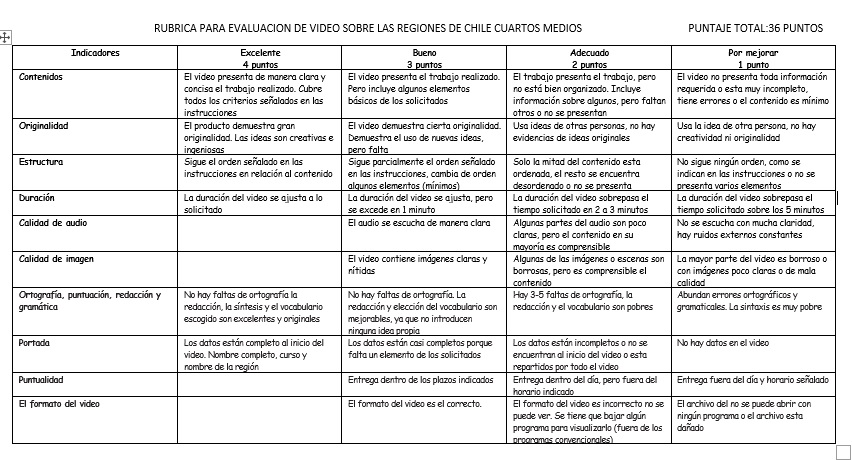 RUBRICA PARA EVALUACION DE VIDEO SOBRE LAS REGIONES DE CHILE CUARTOS MEDIOS PUNTAJE TOTAL:36 PUNTOS
Indicadores
Excelente
4 puntos
Bueno
3 puntos
Adecuado
2 puntos
Por mejorar
1 punto
Contenidos
El video presenta de manera clara y
concisa el trabajo realizado. Cubre
todos los criterios señalados en las
instrucciones
El video presenta el trabajo realizado.
Pero incluye algunos elementos
básicos de los solicitados
El trabajo presenta el trabajo, pero
no está bien organizado. Incluye
información sobre algunos, pero faltan
otros o no se presentan
El video no presenta toda información
requerida o esta muy incompleto,
tiene errores o el contenido es mínimo
Originalidad
El producto demuestra gran
originalidad. Las ideas son creativas e
ingeniosas
El video demuestra cierta originalidad.
Demuestra el uso de nuevas ideas,
pero falta
Usa ideas de otras personas, no hay
evidencias de ideas originales
Usa la idea de otra persona, no hay
creatividad ni originalidad
Estructura
Sigue el orden señalado en las
instrucciones en relación al contenido
Sigue parcialmente el orden señalado
en las instrucciones, cambia de orden
algunos elementos (mínimos)
Solo la mitad del contenido esta
ordenada, el resto se encuentra
desordenado o no se presenta
No sigue ningún orden, como se
indican en las instrucciones o no se
presenta varios elementos
Duración
La duración del video se ajusta a lo
solicitado
La duración del video se ajusta, pero
se excede en 1 minuto
La duración del video sobrepasa el
tiempo solicitado en 2 a 3 minutos
La duración del video sobrepasa el
tiempo solicitado sobre los 5 minutos
Calidad de audio
El audio se escucha de manera clara
Algunas partes del audio son poco
claras, pero el contenido en su
mayoría es comprensible
No se escucha con mucha claridad,
hay ruidos externos constantes
Calidad de imagen
El video contiene imágenes claras y
nítidas
Algunas de las imágenes o escenas son
borrosas, pero es comprensible el
contenido
La mayor parte del video es borroso o
con imágenes poco claras o de mala
calidad
Ortografía, puntuación, redacción y
gramática
No hay faltas de ortografía la
redacción, la síntesis y el vocabulario
escogido son excelentes y originales
No hay faltas de ortografía. La
redacción y elección del vocabulario son
mejorables, ya que no introducen
ninguna idea propia
Hay 3-5 faltas de ortografía, la
redacción y el vocabulario son pobres
Abundan errores ortográficos y
gramaticales. La sintaxis es muy pobre
Portada
Los datos están completo al inicio del
video. Nombre completo, curso y
nombre de la región
Los datos están casi completos porque
falta un elemento de los solicitados
Los datos están incompletos o no se
encuentran al inicio del video o esta
repartidos por todo el video
No hay datos en el video
Puntualidad
Entrega dentro de los plazos indicados
Entrega dentro del día, pero fuera del
horario indicado
Entrega fuera del día y horario señalado
El formato del video
El formato del video es el correcto.
El formato del video es incorrecto no se
puede ver. Se tiene que bajar algún
programa para visualizarlo (fuera de los
programas convencionales)
El archivo del no se puede abrir con
ningún programa o el archivo esta
dañado